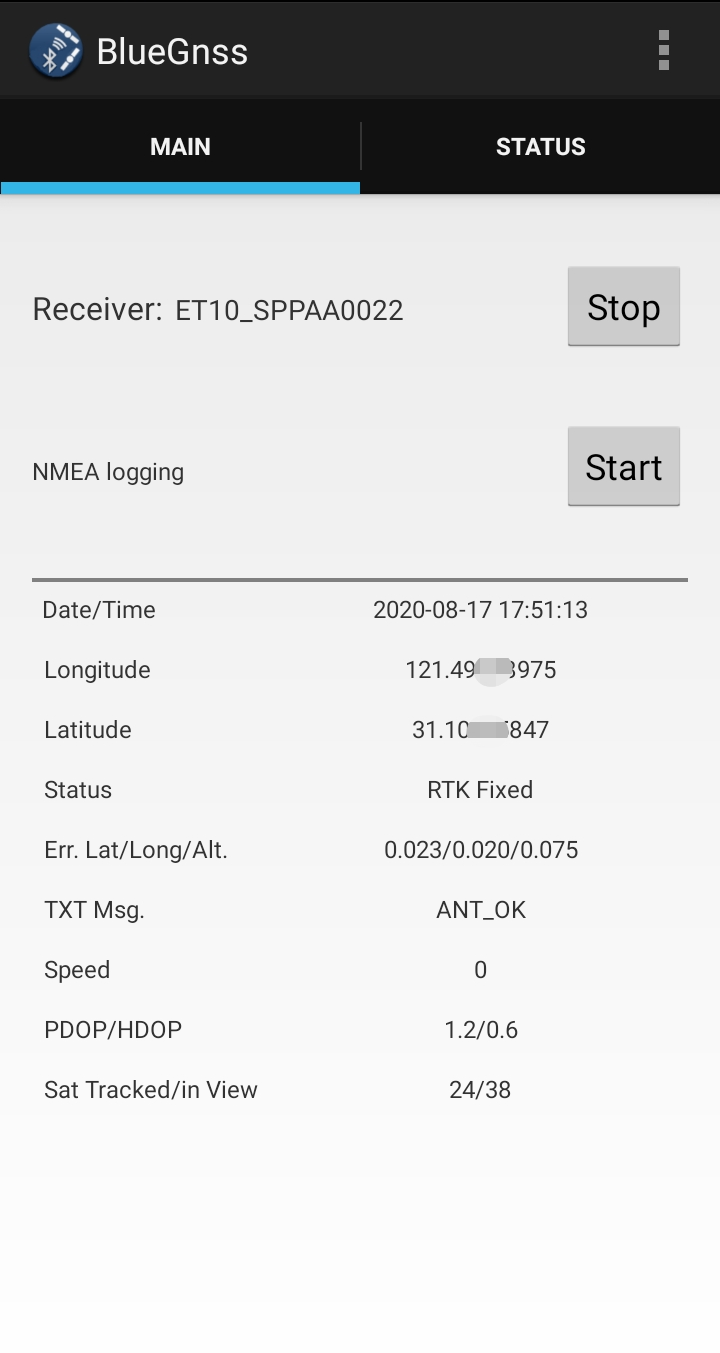 BlueGnss
MAIN STATUS
Receiver: ET10_SPPAA0022 Stop
NMEA logging Start
Date/Time 2020-08-17 17:51:13
Longitude 121.49 3975
Latitude 31.10 847
Status RTK Fixed
Err. Lat/Long/Alt. 0.023/0.020/0.075
TXT Msg. ANT_OK
Speed 0
PDOP/HDOP 1.2/0.6
Sat Tracked/in View 24/38